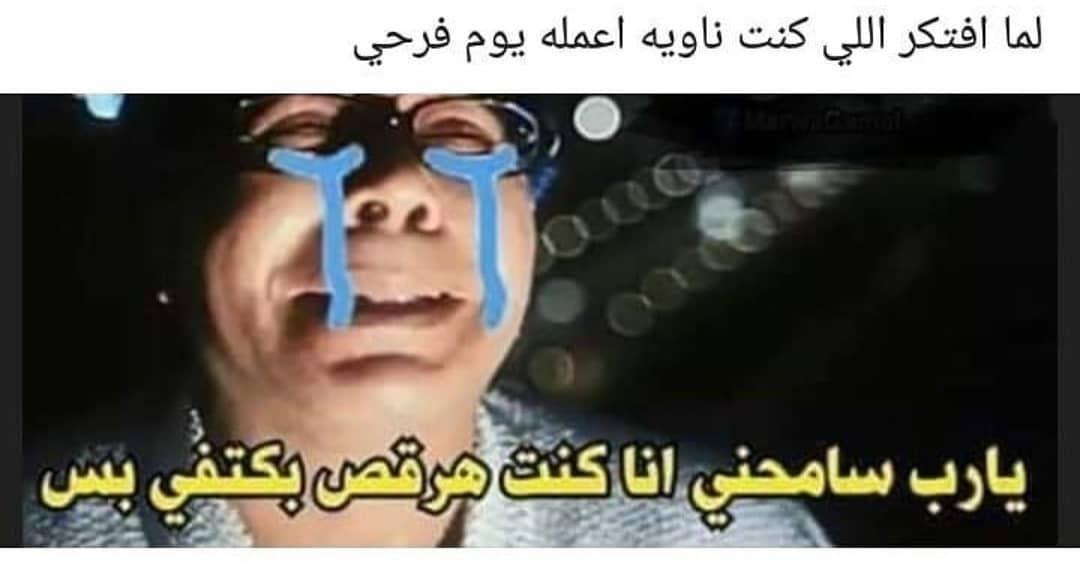 لما افتكر اللي كنت ناويه اعمله يوم فرحي
MarwaGamal
يارب سامحني انا كنت هرقص بكتفي بس